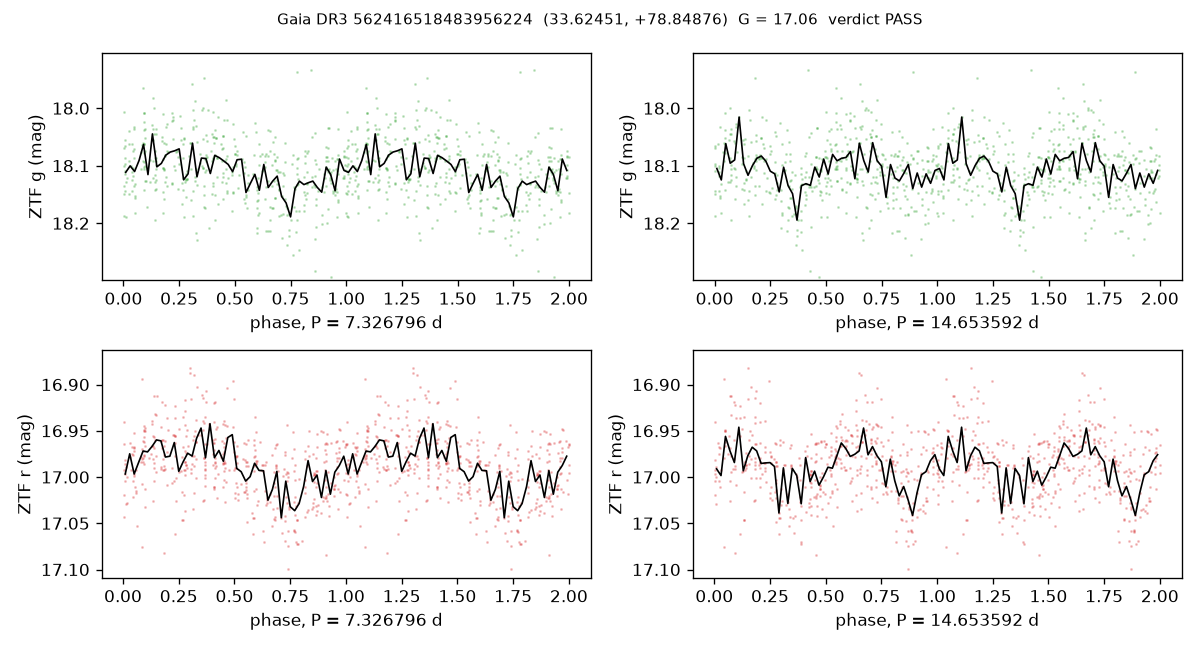 Gaia DR3 562416518483956224 (33.62451, +78.84876) G = 17.06 verdict PASS
ZTF g (mag)
18.0
18.1
18.2
0.00 0.25 0.50 0.75 1.00 1.25 1.50 1.75 2.00
phase, P = 7.326796 d
ZTF g (mag)
18.0
18.1
18.2
0.00 0.25 0.50 0.75 1.00 1.25 1.50 1.75 2.00
phase, P = 14.653592 d
ZTF r (mag)
16.90
16.95
17.00
17.05
17.10
0.00 0.25 0.50 0.75 1.00 1.25 1.50 1.75 2.00
phase, P = 7.326796 d
ZTF r (mag)
16.90
16.95
17.00
17.05
17.10
0.00 0.25 0.50 0.75 1.00 1.25 1.50 1.75 2.00
phase, P = 14.653592 d